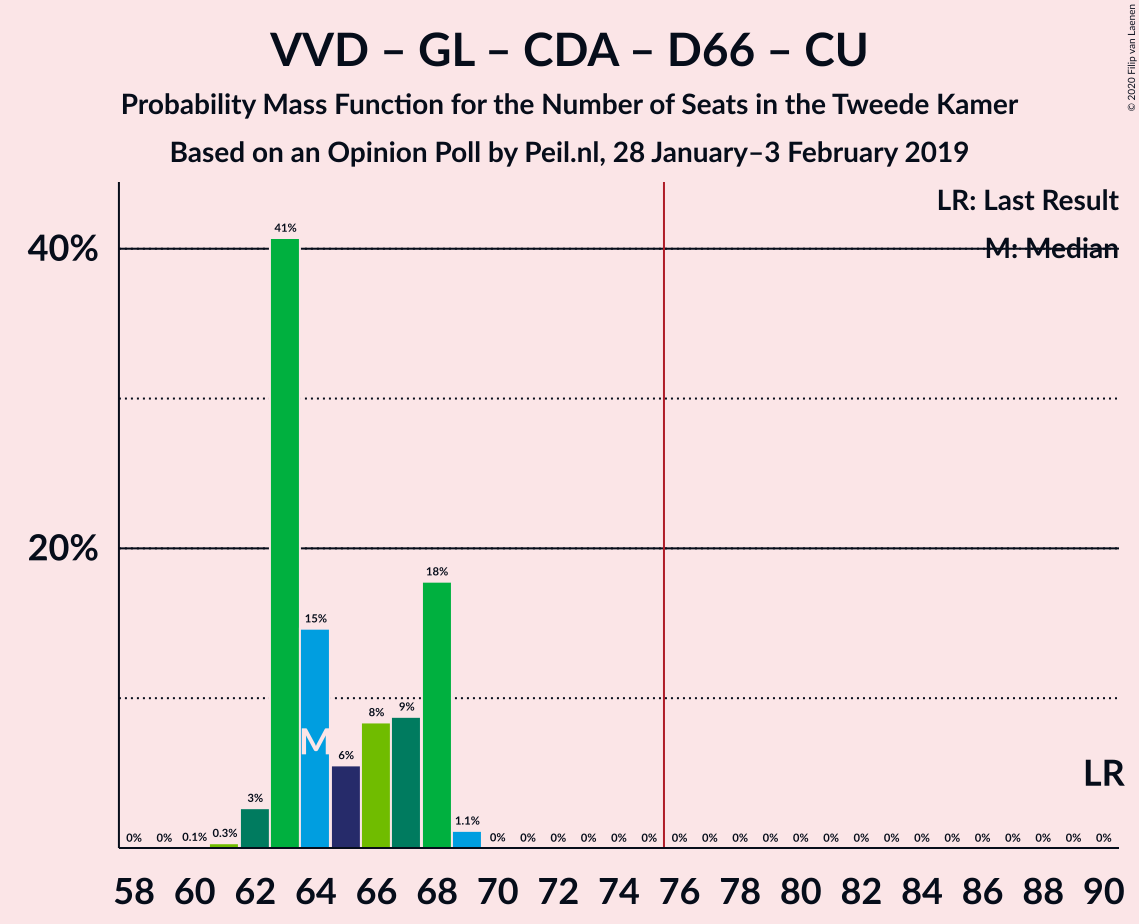 VVD – GL – CDA – D66 – CU
Probability Mass Function for the Number of Seats in the Tweede Kamer
Based on an Opinion Poll by Peil.nl, 28 January–3 February 2019
© 2020 Filip van Laenen
LR: Last Result
M: Median
40%
20%
0% 0% 0.1% 0.3% 3% 41% 15% 6% 8% 9% 18% 1.1% 0% 0% 0% 0% 0% 0% 0% 0% 0% 0% 0% 0% 0% 0% 0% 0% 0% 0% 0% 0% 0%
M
LR
58 60 62 64 66 68 70 72 74 76 78 80 82 84 86 88 90